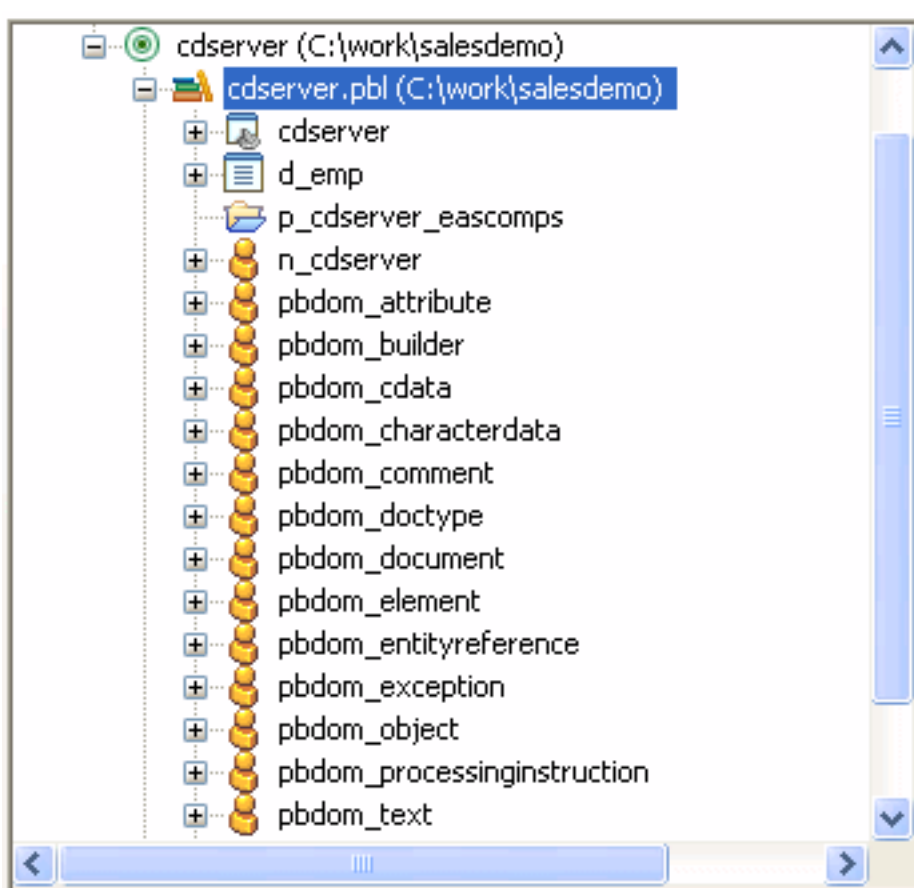 cdserver (C:\work\salesdemo)
cdserver.pbl (C:\work\salesdemo)
cdserver
d_emp
p_cdserver_eascomps
n_cdserver
pbdom_attribute
pbdom_builder
pbdom_cdata
pbdom_characterdata
pbdom_comment
pbdom_doctype
pbdom_document
pbdom_element
pbdom_entityreference
pbdom_exception
pbdom_object
pbdom_processinginstruction
pbdom_text